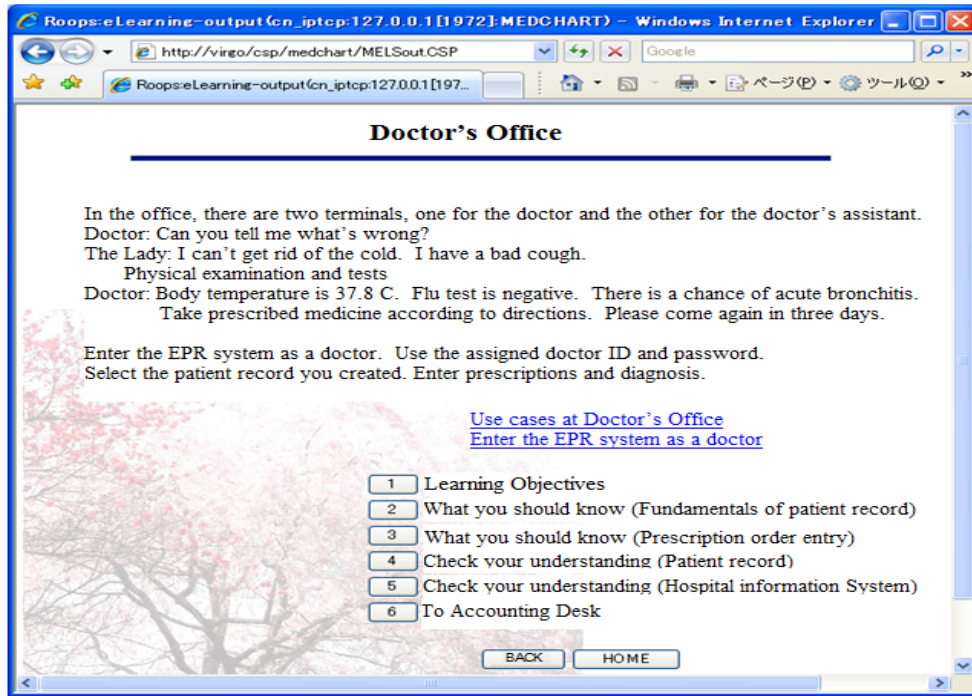 Roops:eLearning-output(cn_iptcp:127.0.0.1[1972]:MEDCHART) - Windows Internet Explorer
http://virgo/csp/medchart/MELSout.CSP
Google
Roops:eLearning-output(cn_iptcp:127.0.0.1[197...
ページ(P)
ツール(O)
Doctor's Office
In the office, there are two terminals, one for the doctor and the other for the doctor's assistant.
Doctor: Can you tell me what's wrong?
The Lady: I can't get rid of the cold.  I have a bad cough.
Physical examination and tests
Doctor: Body temperature is 37.8 C.  Flu test is negative.  There is a chance of acute bronchitis.
Take prescribed medicine according to directions.  Please come again in three days.
Enter the EPR system as a doctor.  Use the assigned doctor ID and password.
Select the patient record you created. Enter prescriptions and diagnosis.
Use cases at Doctor's Office
Enter the EPR system as a doctor
1 Learning Objectives
2 What you should know (Fundamentals of patient record)
3 What you should know (Prescription order entry)
4 Check your understanding (Patient record)
5 Check your understanding (Hospital information System)
6 To Accounting Desk
BACK HOME